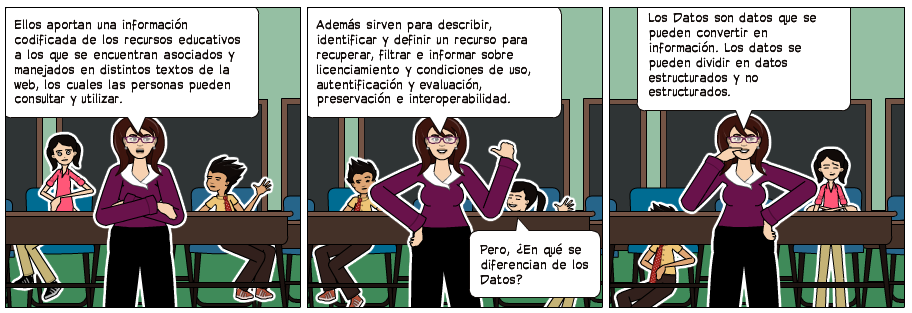 Ellos aportan una información
codificada de los recursos educativos
a los que se encuentran asociados y
manejados en distintos textos de la
web, los cuales las personas pueden
consultar y utilizar.
Además sirven para describir,
identificar y definir un recurso para
recuperar, filtrar e informar sobre
licenciamiento y condiciones de uso,
autentificación y evaluación,
preservación e interoperabilidad.
Pero, ¿En qué se
diferencian de los
Datos?
Los Datos son datos que se
pueden convertir en
información. Los datos se
pueden dividir en datos
estructurados y no
estructurados.